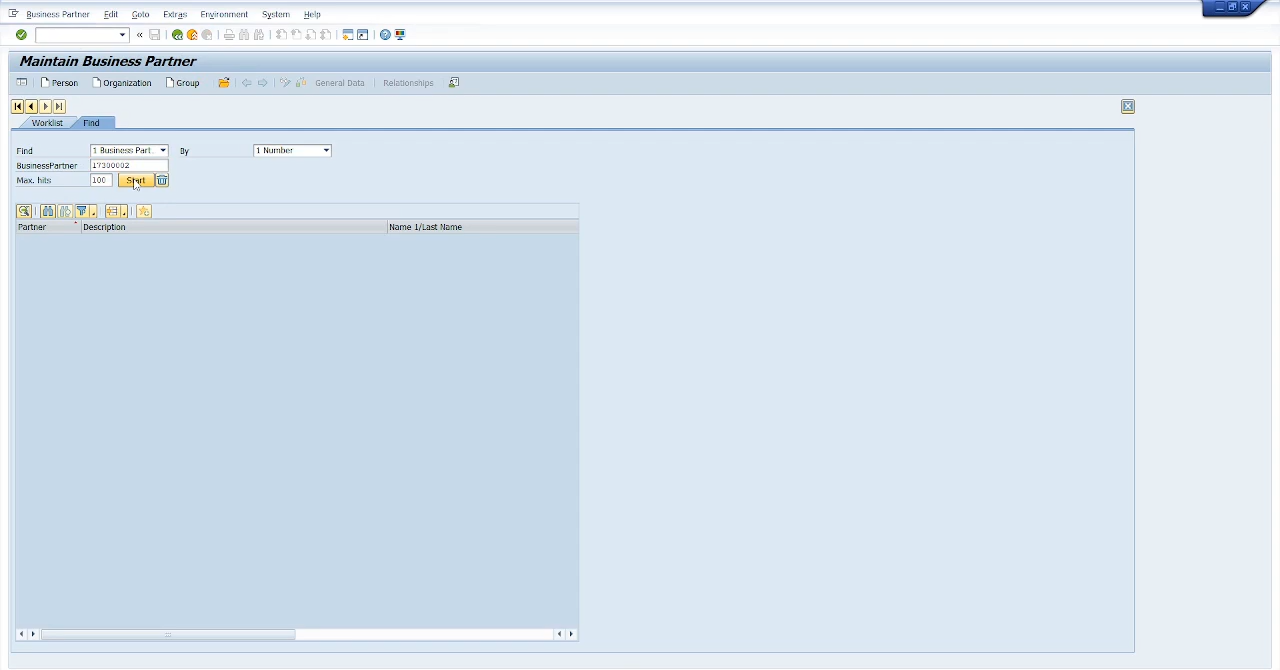 Business Partner Edit Goto Extras Environment System Help
Maintain Business Partner
Person Organization Group General Data Relationships
Worklist Find
Find 1 Business Part.. By 1 Number
BusinessPartner 17300002
Max. hits 100 Start
Partner Description Name 1/Last Name